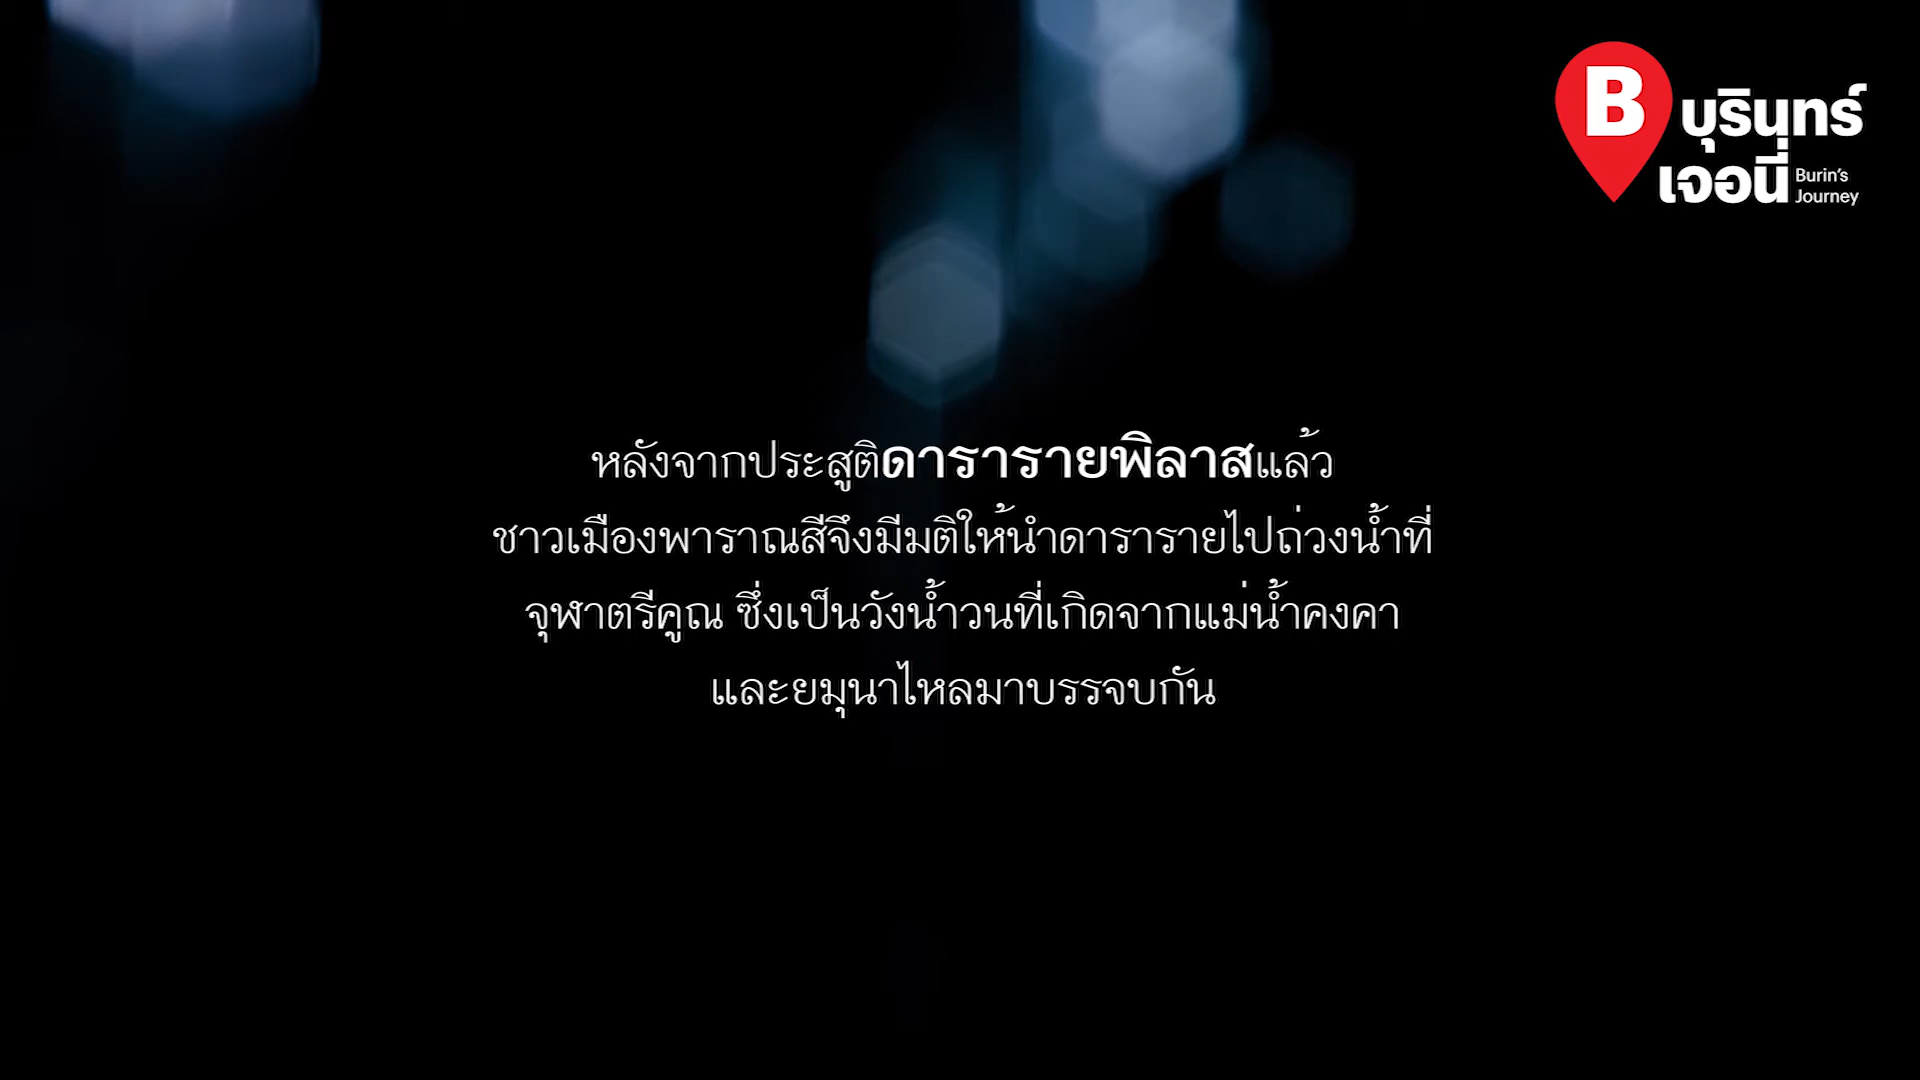 B
บุรินทร์
เจอนี่
Burin's
Journey
หลังจากประสูติดารารายพิลาสแล้ว
ชาวเมืองพาราณสีจึงมีมติให้นำดารารายไปถ่วงน้ำที่
จุฬาตรีคูณ ซึ่งเป็นวังน้ำวนที่เกิดจากแม่น้ำคงคา
และยมุนาไหลมาบรรจบกัน